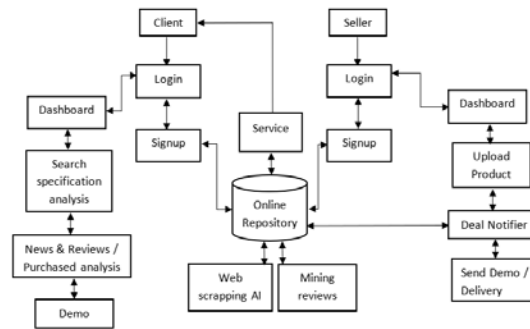 Client
Seller
Login
Login
Dashboard
Dashboard
Signup
Service
Signup
Search
specification
analysis
Upload
Product
Online
Repository
Deal Notifier
News & Reviews /
Purchased analysis
Web
scrapping AI
Mining
reviews
Send Demo /
Delivery
Demo